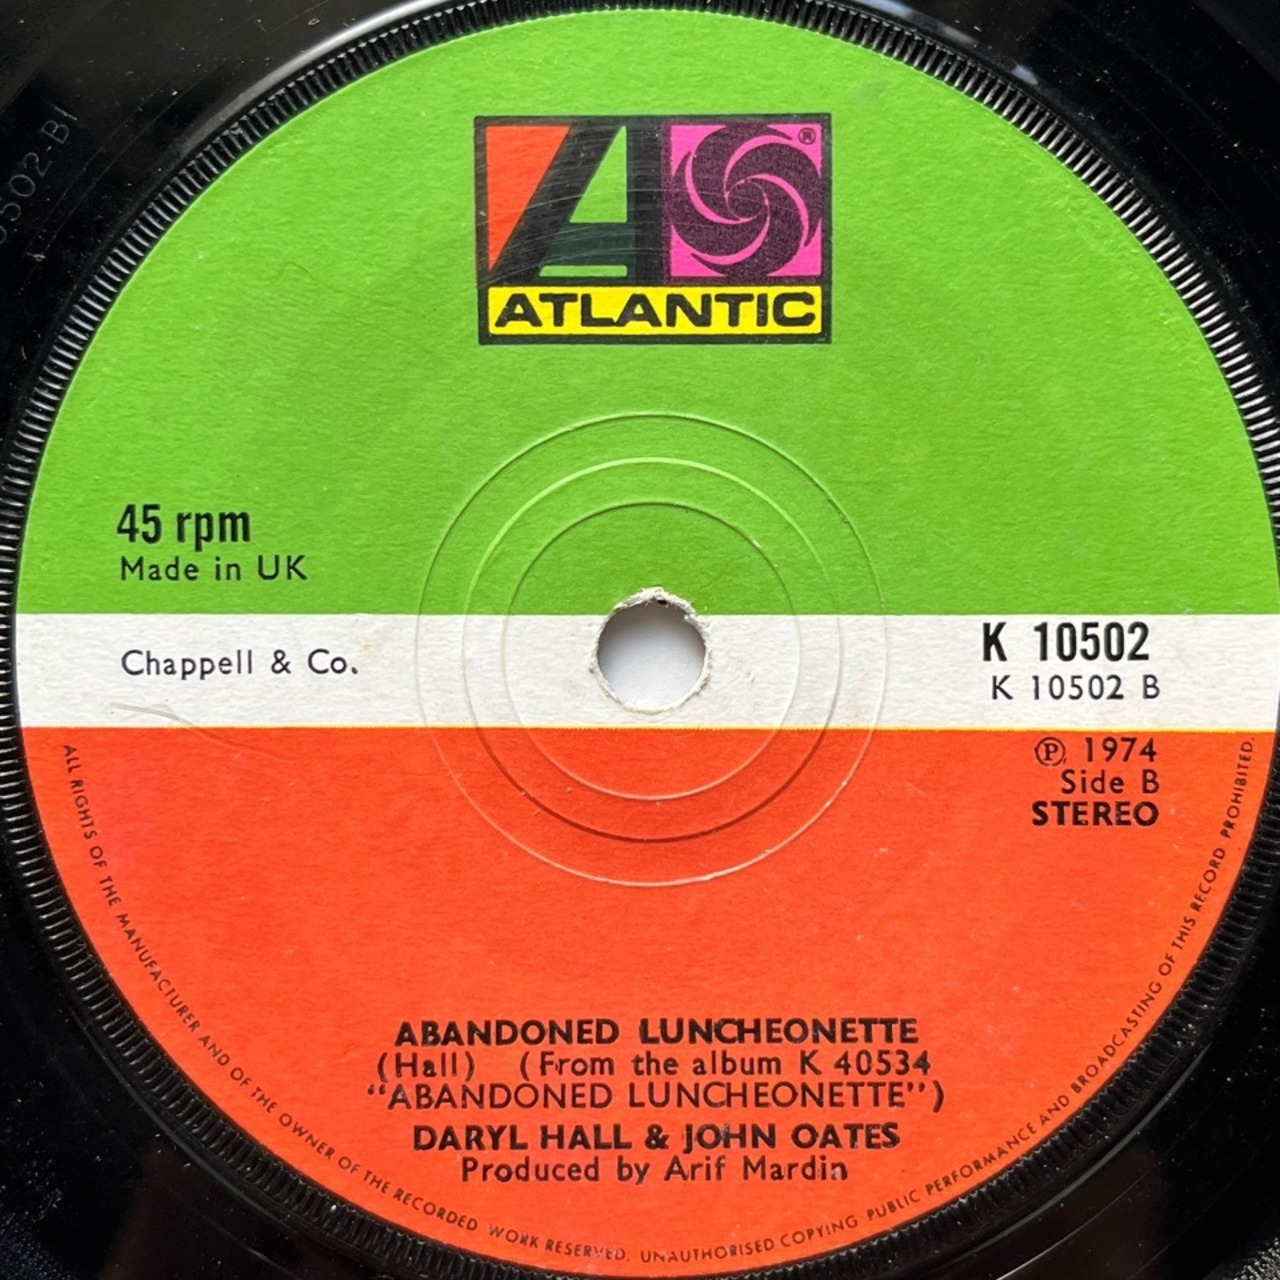 ®
ATLANTIC
45 rpm
Made in UK
Chappell & Co.
K 10502
K 10502 B
℗ 1974
Side B
STEREO
ABANDONED LUNCHEONETTE
(Hall) (From the album K 40534
“ABANDONED LUNCHEONETTE”)
DARYL HALL & JOHN OATES
Produced by Arif Mardin
ALL RIGHTS OF THE MANUFACTURER AND OF THE OWNER OF THE RECORDED WORK RESERVED. UNAUTHORISED COPYING PUBLIC PERFORMANCE AND BROADCASTING OF THIS RECORD PROHIBITED.